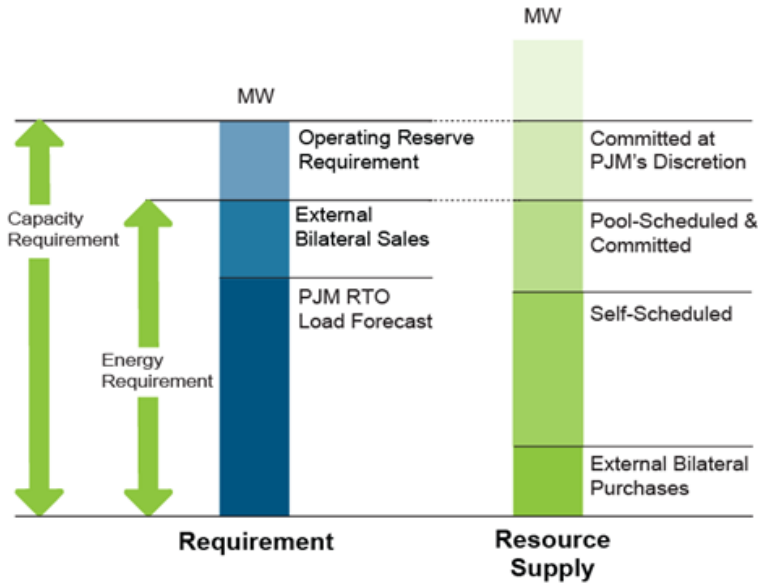 MW
MW
Operating Reserve
Requirement
Committed at
PJM's Discretion
Capacity
Requirement
External
Bilateral Sales
Pool-Scheduled &
Committed
PJM RTO
Load Forecast
Self-Scheduled
Energy
Requirement
External Bilateral
Purchases
Requirement
Resource
Supply